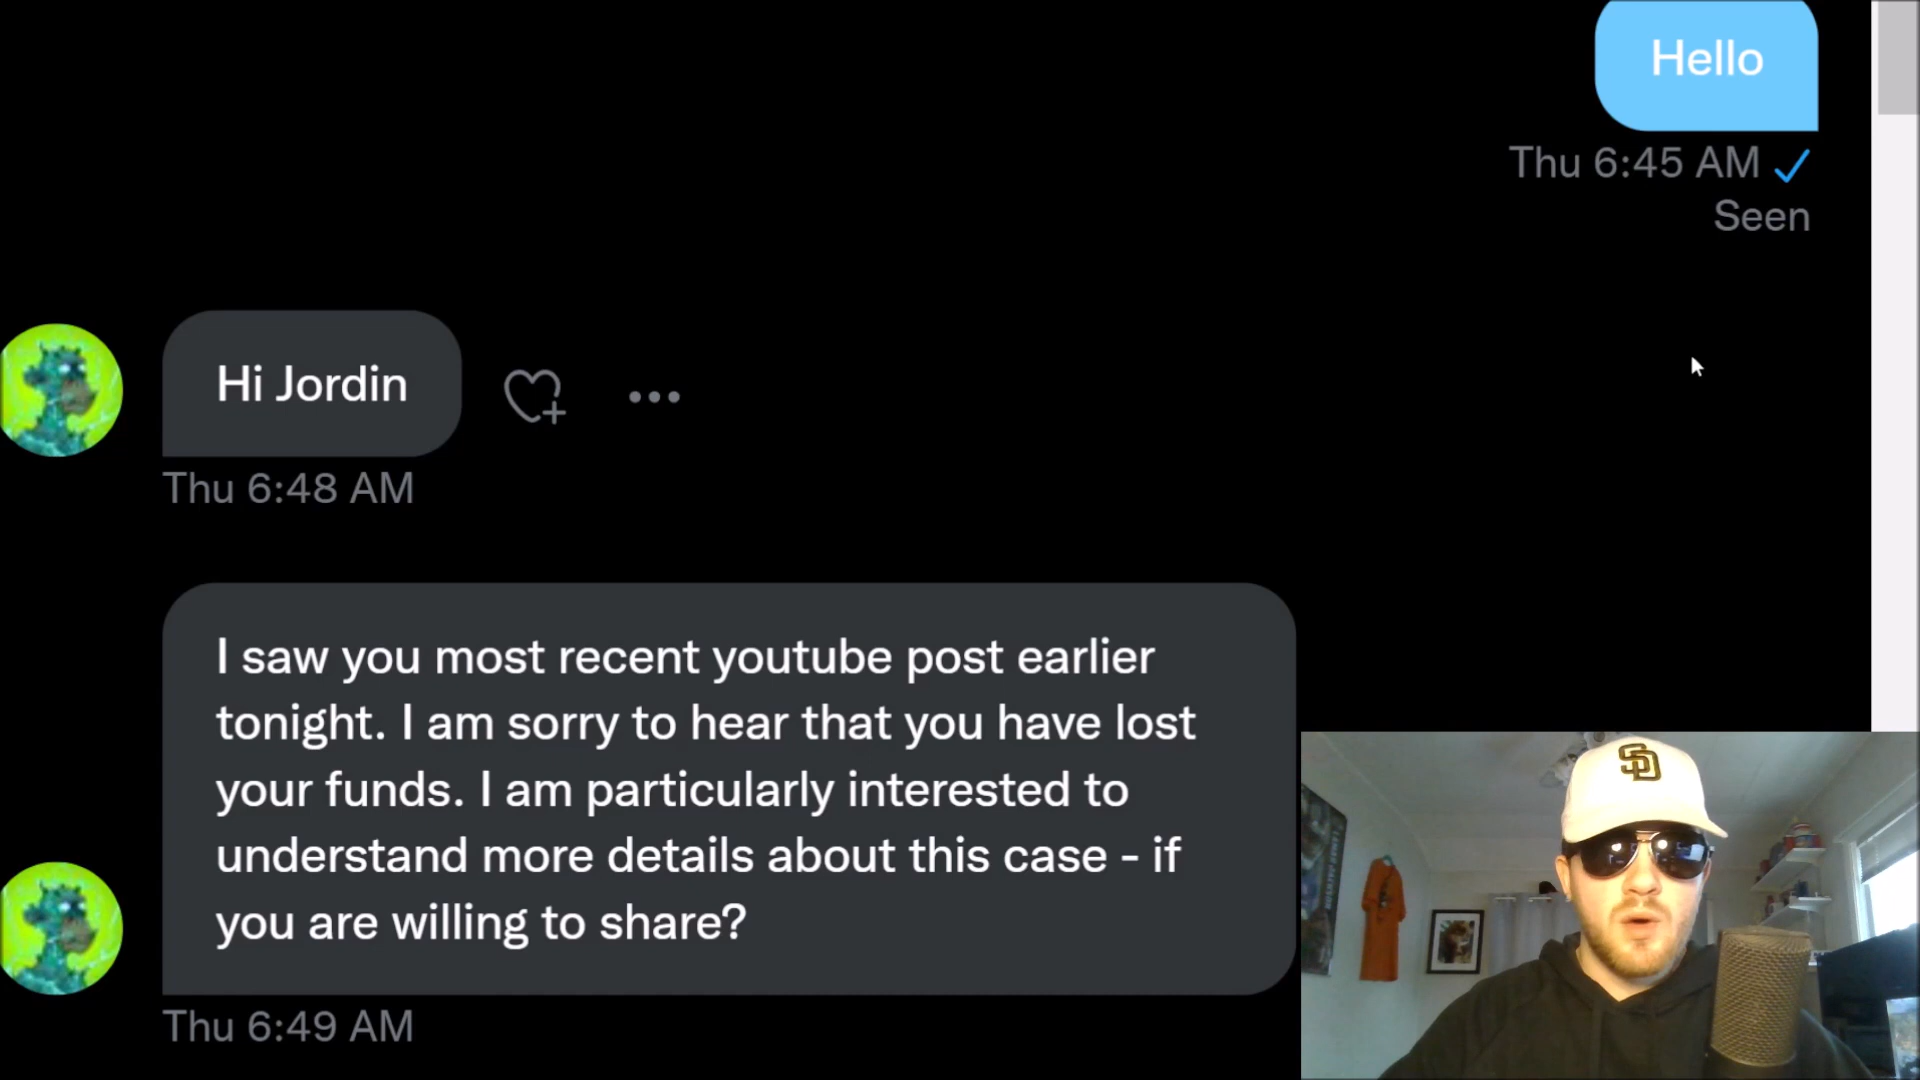 Hello
Thu 6:45 AM
Seen
Hi Jordin
Thu 6:48 AM
I saw you most recent youtube post earlier
tonight. I am sorry to hear that you have lost
your funds. I am particularly interested to
understand more details about this case - if
you are willing to share?
Thu 6:49 AM
SD